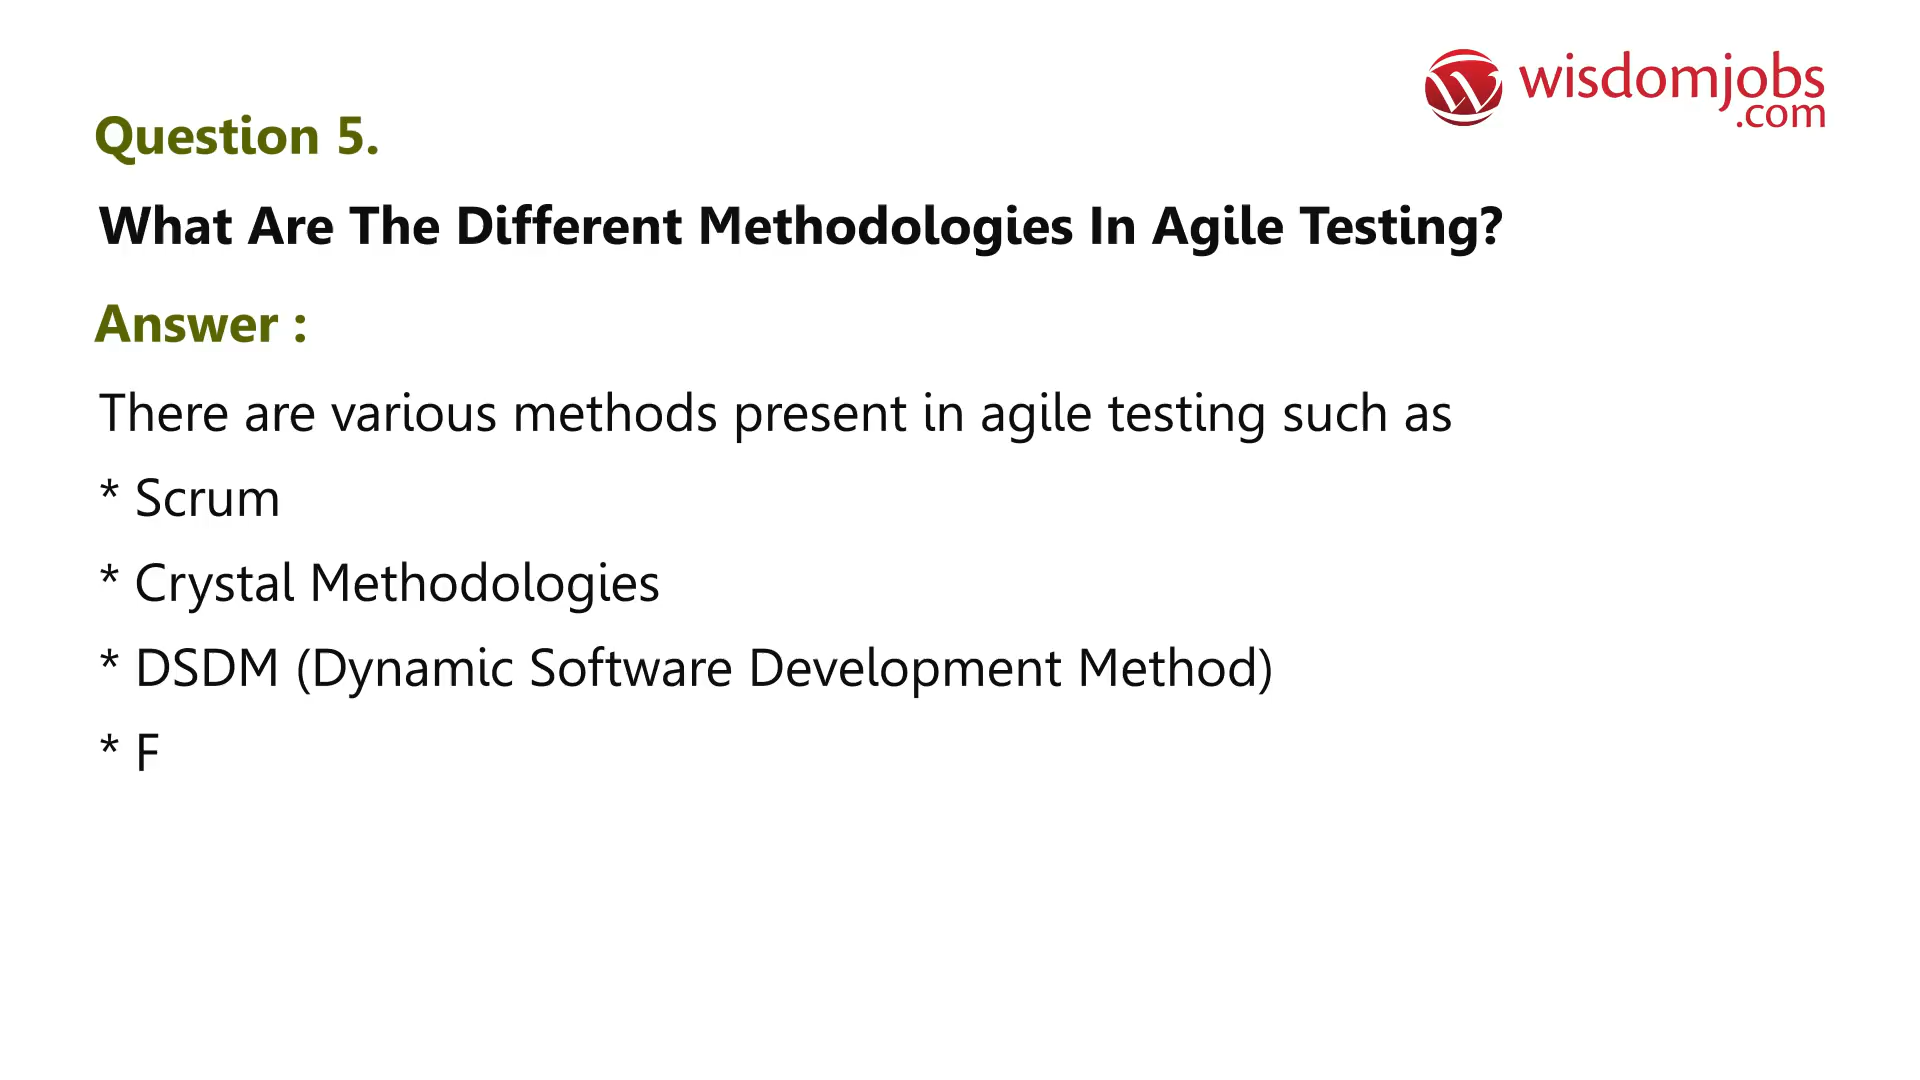 wisdomjobs
.com
Question 5.
What Are The Different Methodologies In Agile Testing?
Answer :
There are various methods present in agile testing such as
* Scrum
* Crystal Methodologies
* DSDM (Dynamic Software Development Method)
* F